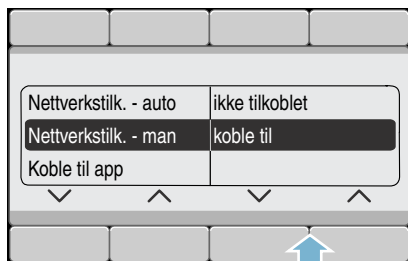 Nettverkstilk. - auto ikke tilkoblet
Nettverkstilk. - man koble til
Koble til app